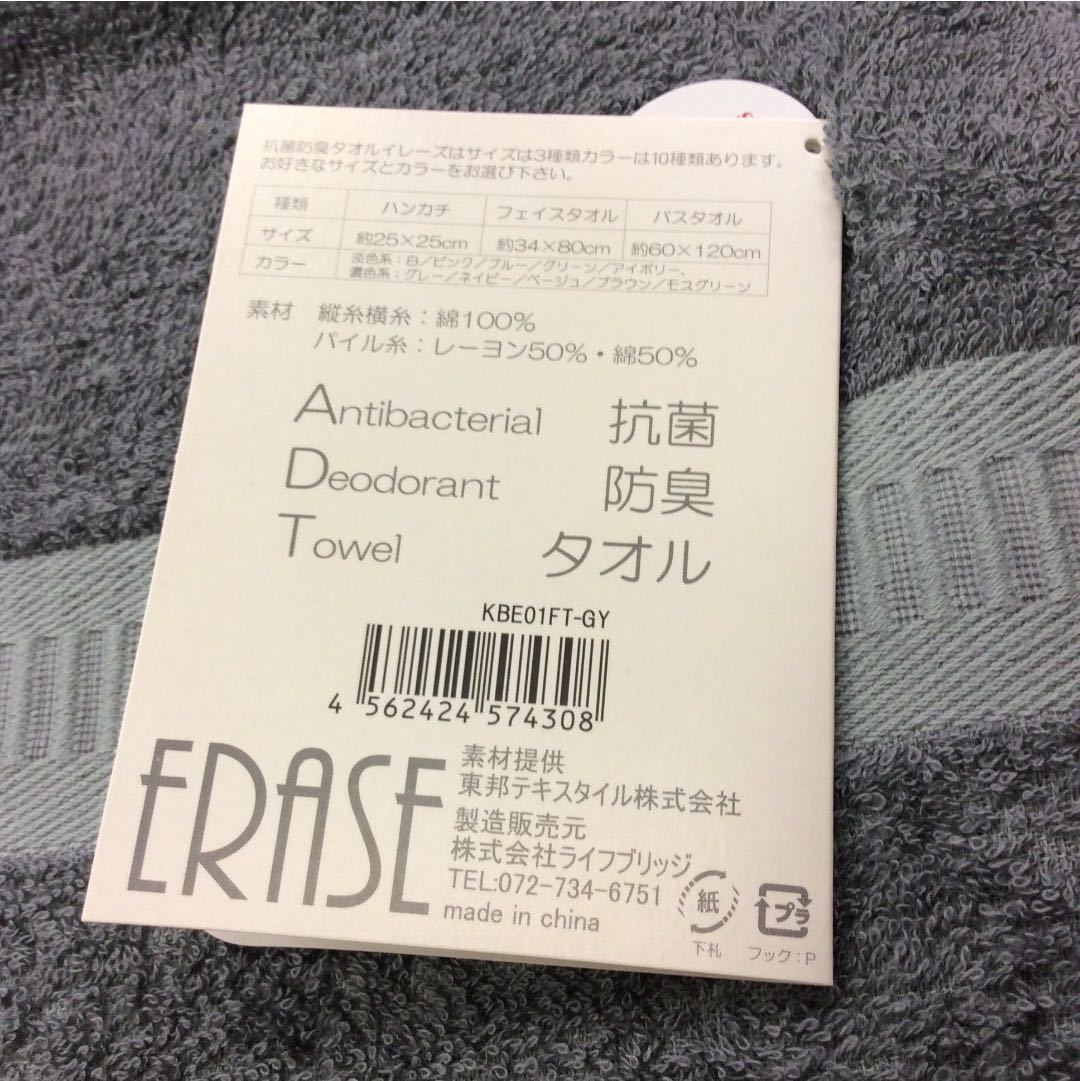 抗菌防臭タオルイレーズはサイズは3種類カラーは10種類あります。
お好きなサイズとカラーをお選び下さい。
種類 ハンカチ フェイスタオル バスタオル
サイズ 約25×25cm 約34×80cm 約60×120cm
カラー 淡色系:白/ピンク/ブルー/グリーン/アイボリー、
濃色系:グレー/ネイビー/ベージュ/ブラウン/モスグリーン
素材 縦糸横糸:綿100%
パイル糸:レーヨン50%・綿50%
Antibacterial 抗菌
Deodorant 防臭
Towel タオル
KBE01FT-GY
4 562424 574308
ERASE
素材提供
東邦テキスタイル株式会社
製造販売元
株式会社ライフブリッジ
TEL:072-734-6751
made in china
紙
下札
プラ
フック:P